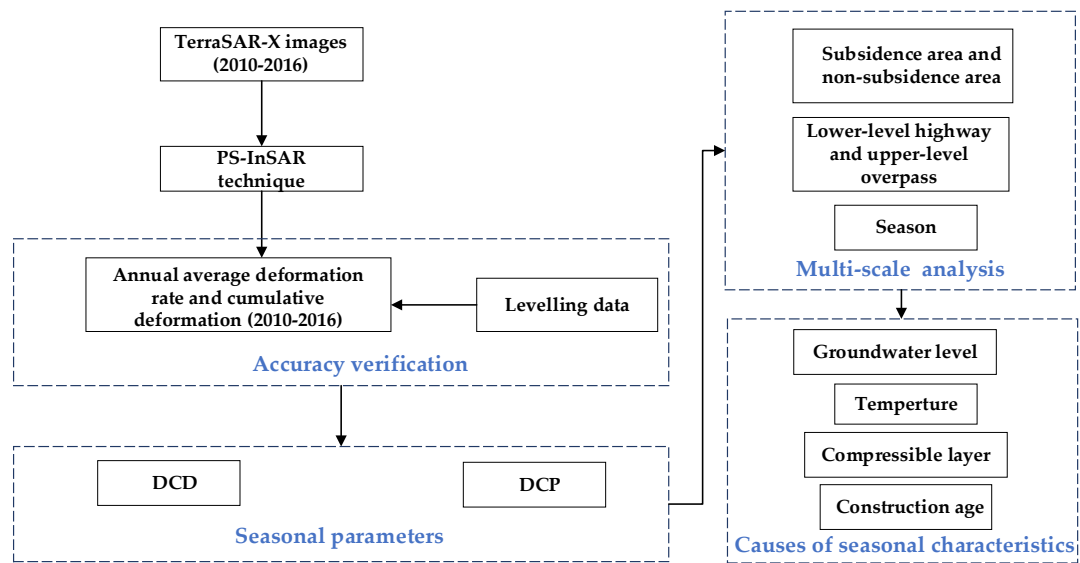 TerraSAR-X images
(2010-2016)
PS-InSAR
technique
Annual average deformation
rate and cumulative
deformation (2010-2016)
Levelling data
Accuracy verification
DCD
DCP
Seasonal parameters
Subsidence area and
non-subsidence area
Lower-level highway
and upper-level
overpass
Season
Multi-scale analysis
Groundwater level
Temperture
Compressible layer
Construction age
Causes of seasonal characteristics